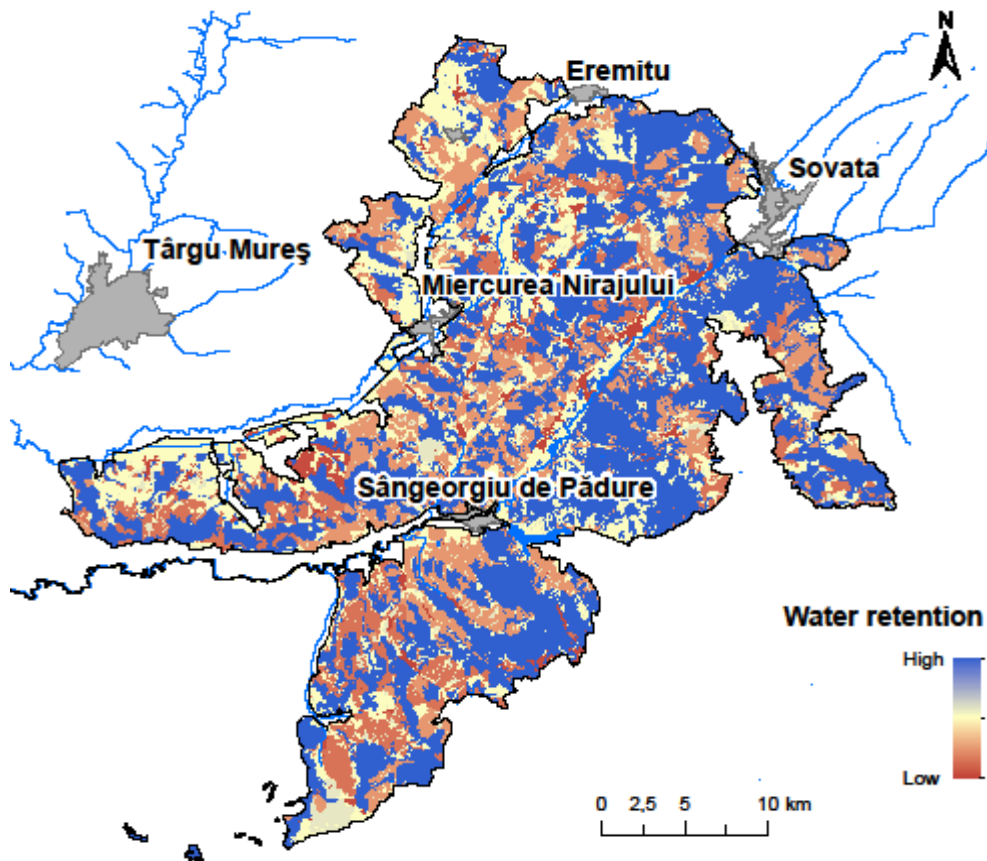 N
Eremitu
Sovata
Târgu Mureş
Miercurea Nirajului
Sângeorgiu de Pădure
Water retention
High
Low
0 2,5 5 10 km